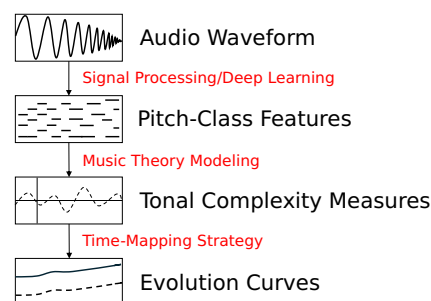 Audio Waveform
Signal Processing/Deep Learning
Pitch-Class Features
Music Theory Modeling
Tonal Complexity Measures
Time-Mapping Strategy
Evolution Curves